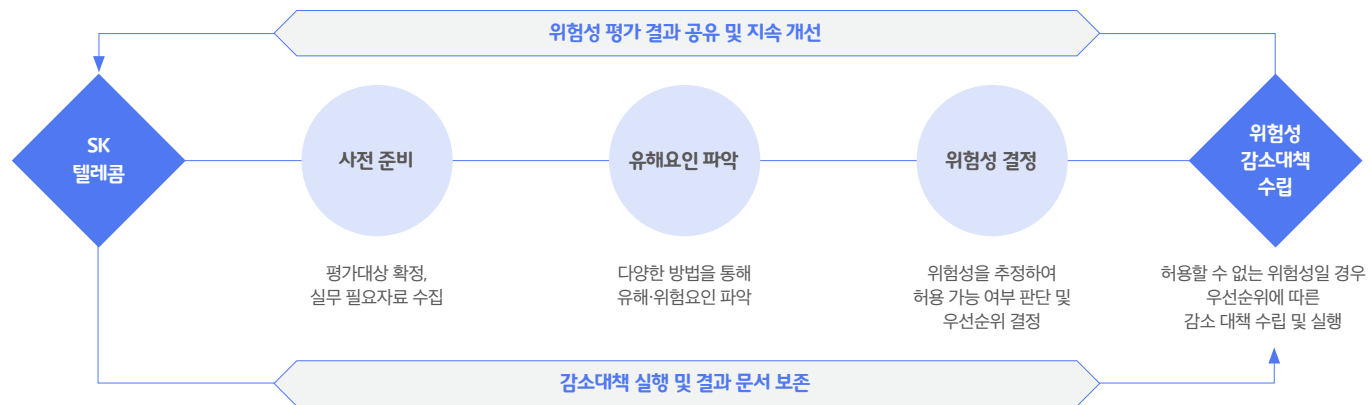 위험성 평가 결과 공유 및 지속 개선
SK
텔레콤
사전 준비
유해요인 파악
위험성 결정
위험성
감소대책
수립
평가대상 확정,
실무 필요자료 수집
다양한 방법을 통해
유해·위험요인 파악
위험성을 추정하여
허용 가능 여부 판단 및
우선순위 결정
허용할 수 없는 위험성일 경우
우선순위에 따른
감소 대책 수립 및 실행
감소대책 실행 및 결과 문서 보존